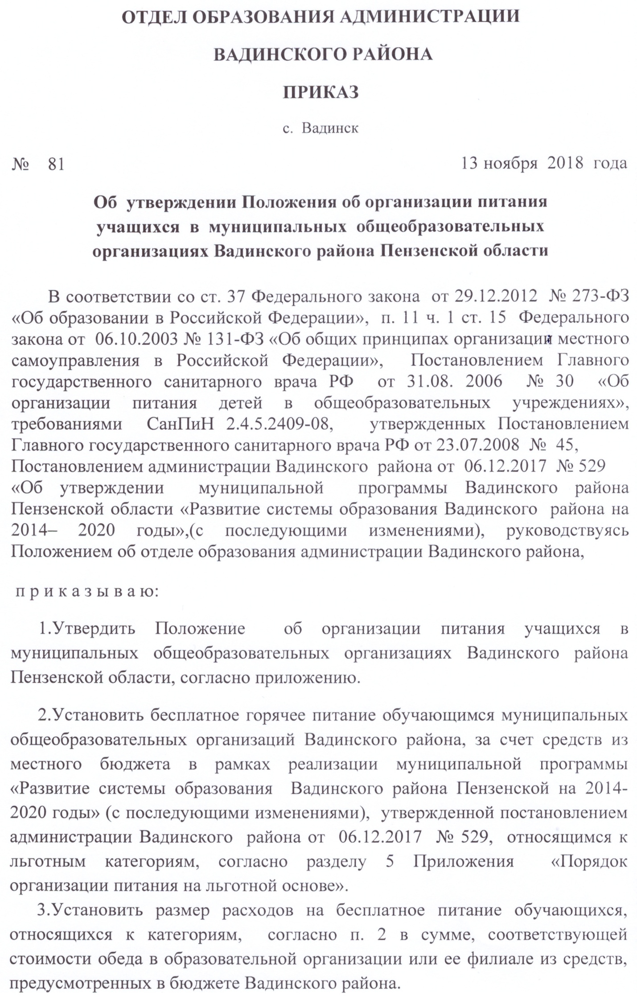 ОТДЕЛ ОБРАЗОВАНИЯ АДМИНИСТРАЦИИ
ВАДИНСКОГО РАЙОНА
ПРИКАЗ
с. Вадинск
№ 81 13 ноября 2018 года
Об утверждении Положения об организации питания
учащихся в муниципальных общеобразовательных
организациях Вадинского района Пензенской области
В соответствии со ст. 37 Федерального закона от 29.12.2012 № 273-ФЗ
«Об образовании в Российской Федерации», п. 11 ч. 1 ст. 15 Федерального
закона от 06.10.2003 № 131-ФЗ «Об общих принципах организации местного
самоуправления в Российской Федерации», Постановлением Главного
государственного санитарного врача РФ от 31.08. 2006 № 30 «Об
организации питания детей в общеобразовательных учреждениях»,
требованиями СанПиН 2.4.5.2409-08, утвержденных Постановлением
Главного государственного санитарного врача РФ от 23.07.2008 № 45,
Постановлением администрации Вадинского района от 06.12.2017 № 529
«Об утверждении муниципальной программы Вадинского района
Пензенской области «Развитие системы образования Вадинского района на
2014– 2020 годы»,(с последующими изменениями), руководствуясь
Положением об отделе образования администрации Вадинского района,
п р и к а з ы в а ю:
1.Утвердить Положение об организации питания учащихся в
муниципальных общеобразовательных организациях Вадинского района
Пензенской области, согласно приложению.
2.Установить бесплатное горячее питание обучающимся муниципальных
общеобразовательных организаций Вадинского района, за счет средств из
местного бюджета в рамках реализации муниципальной программы
«Развитие системы образования Вадинского района Пензенской на 2014-
2020 годы» (с последующими изменениями), утвержденной постановлением
администрации Вадинского района от 06.12.2017 № 529, относящимся к
льготным категориям, согласно разделу 5 Приложения «Порядок
организации питания на льготной основе».
3.Установить размер расходов на бесплатное питание обучающихся,
относящихся к категориям, согласно п. 2 в сумме, соответствующей
стоимости обеда в образовательной организации или ее филиале из средств,
предусмотренных в бюджете Вадинского района.